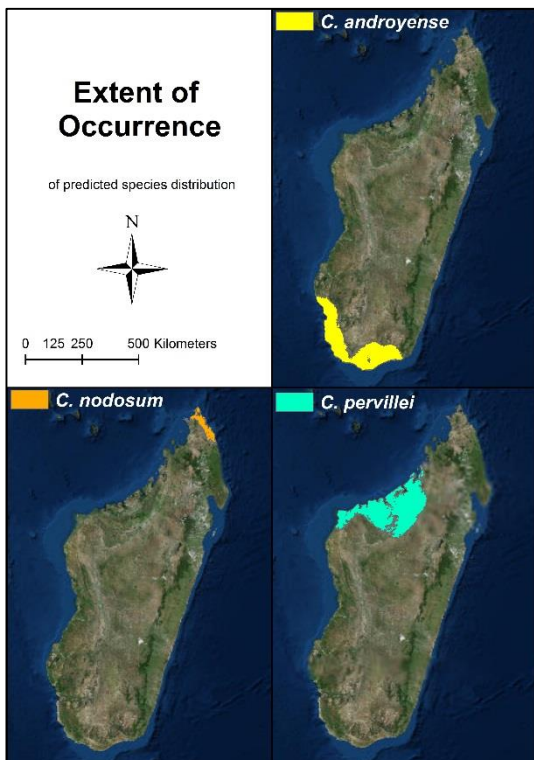 Extent of
Occurrence
of predicted species distribution
N
0 125 250 500 Kilometers
C. androyense
C. nodosum
C. pervillei